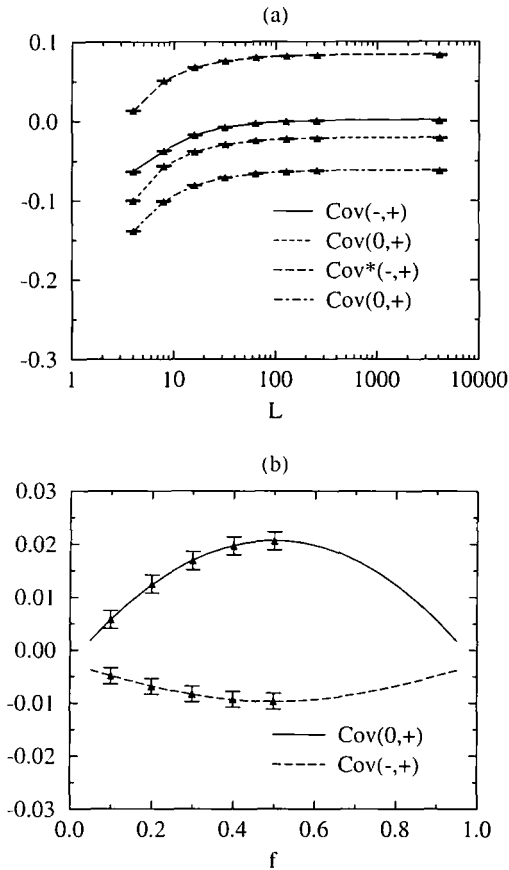 (a)
0.1
0.0
-0.1
-0.2
-0.3
Cov(-,+)
Cov(0,+)
Cov*(-,+)
Cov(0,+)
1 10 100 1000 10000
L
(b)
0.03
0.02
0.01
0.00
-0.01
-0.02
-0.03
Cov(0,+)
Cov(-,+)
0.0 0.2 0.4 0.6 0.8 1.0
f